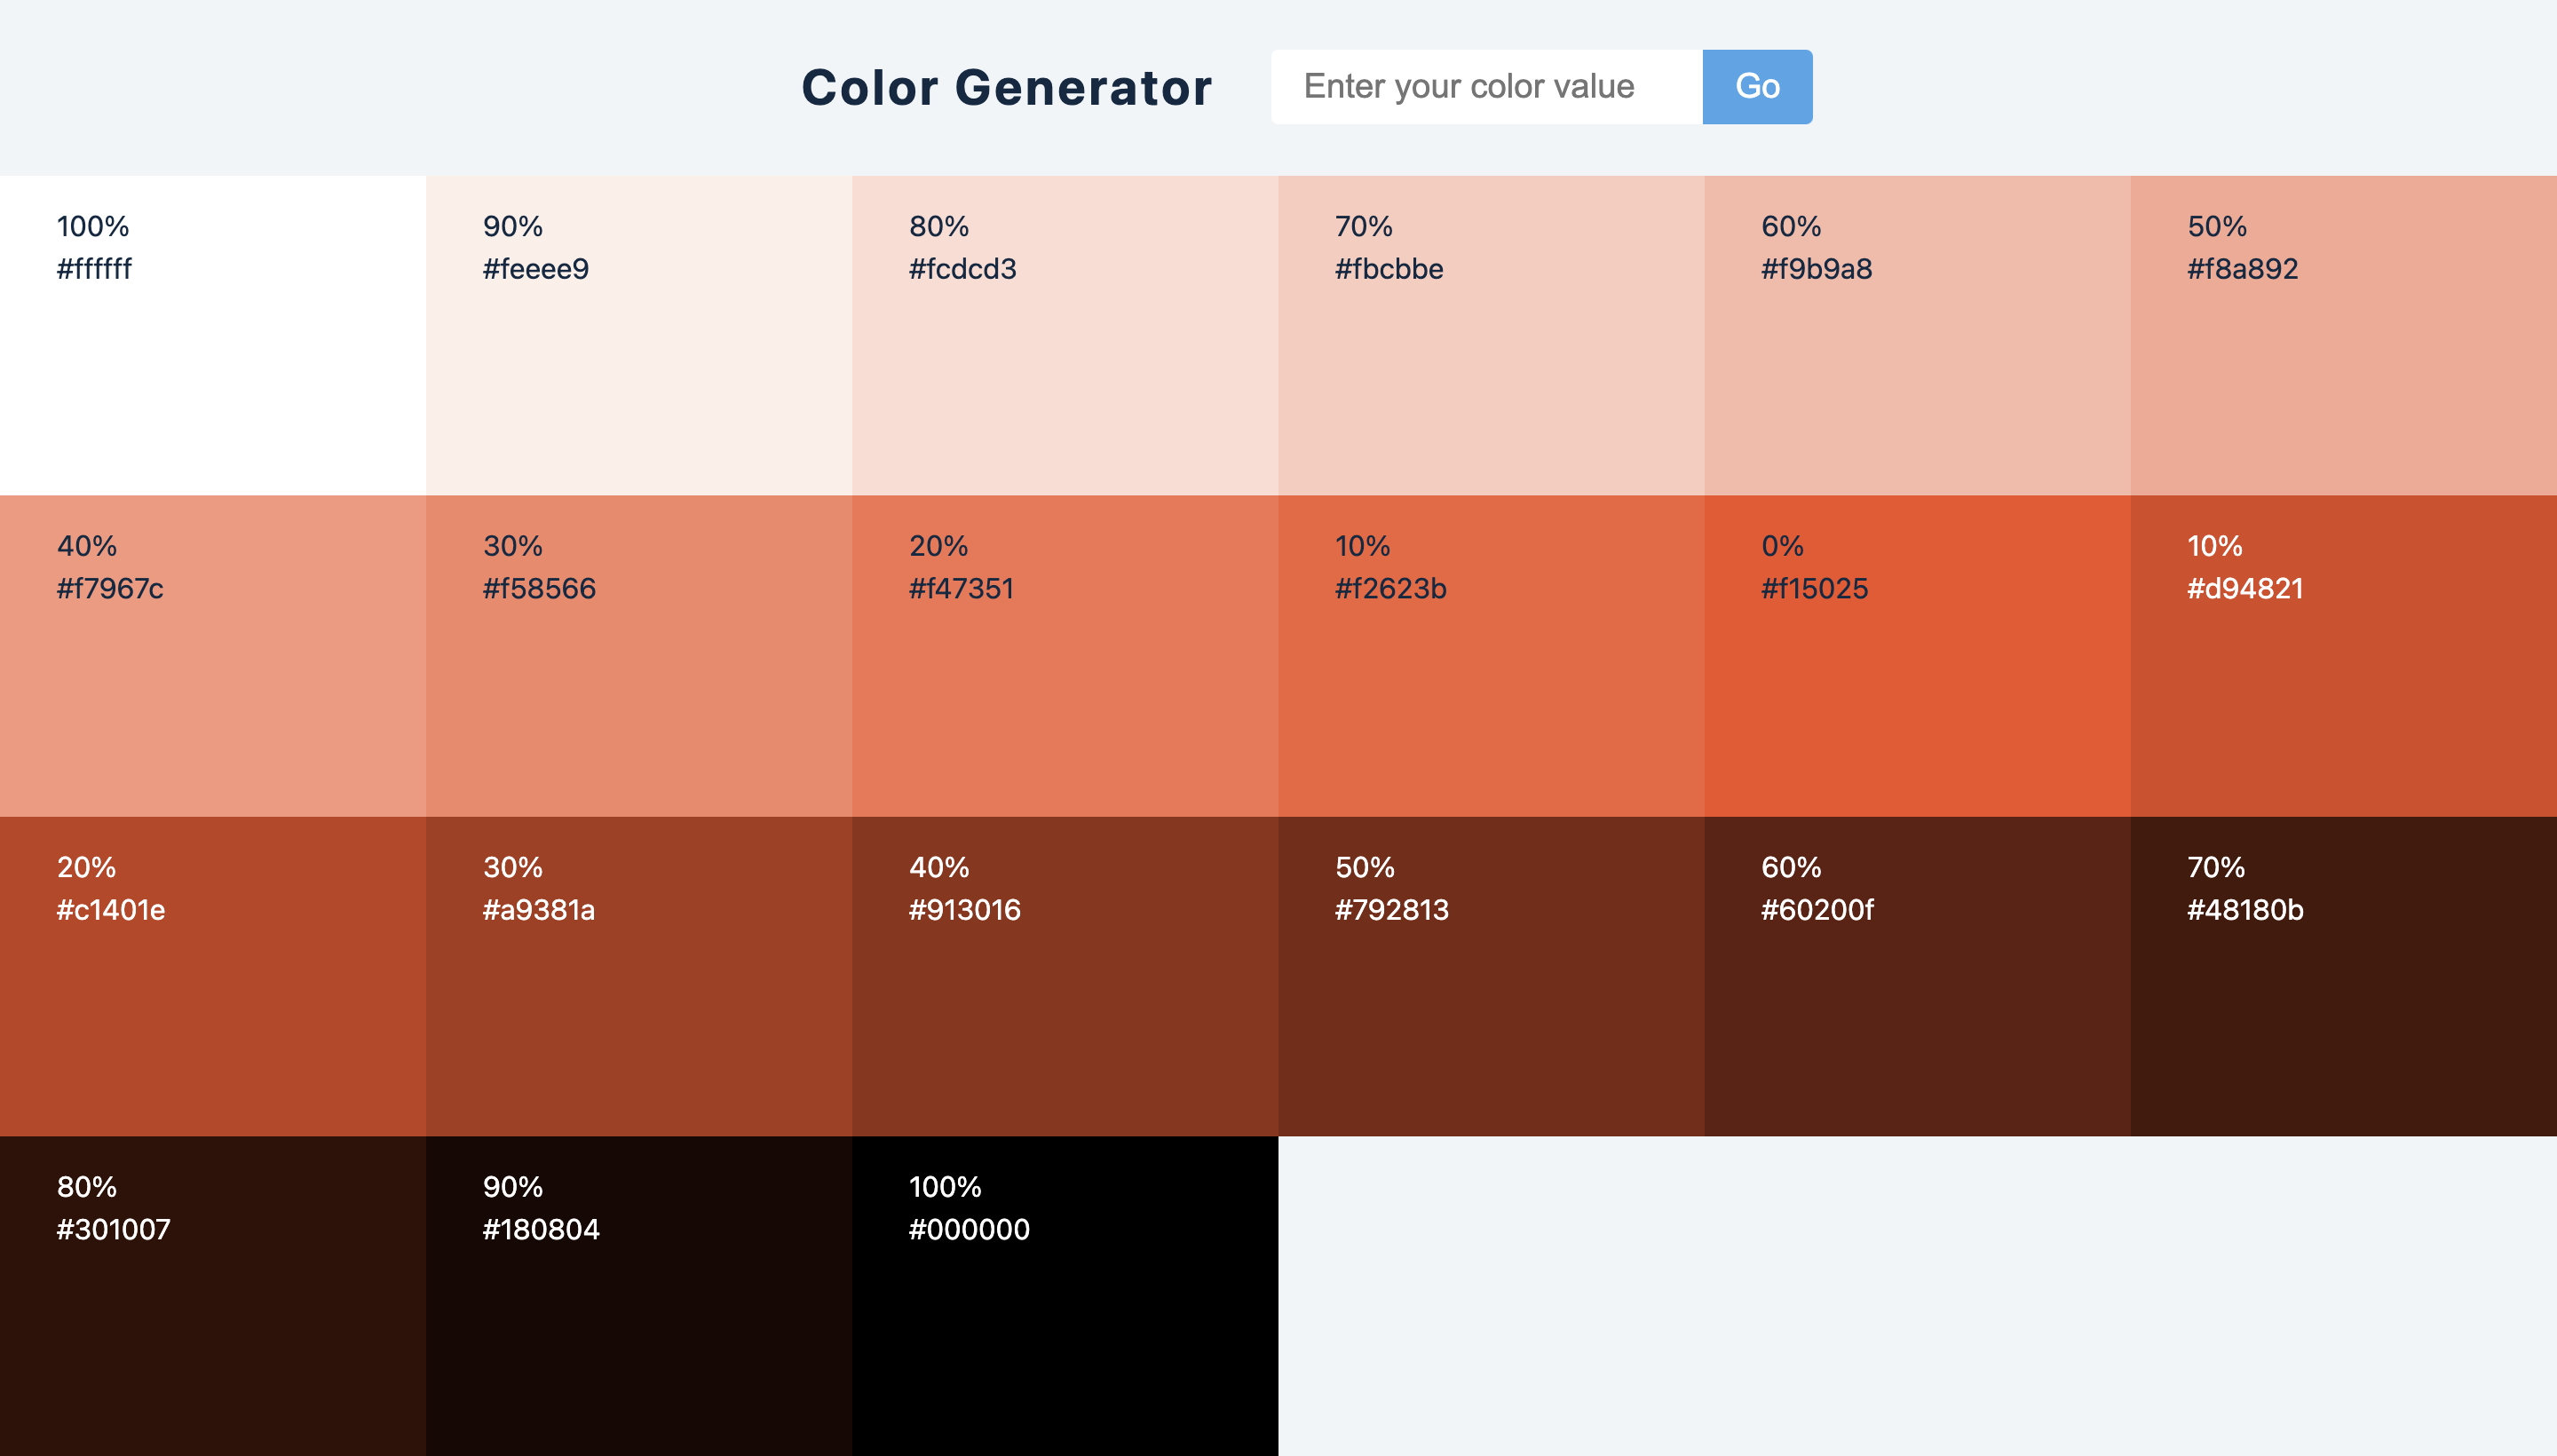 Color Generator
Enter your color value
Go
100%
#ffffff
90%
#feeee9
80%
#fcdcd3
70%
#fbcbbe
60%
#f9b9a8
50%
#f8a892
40%
#f7967c
30%
#f58566
20%
#f47351
10%
#f2623b
0%
#f15025
10%
#d94821
20%
#c1401e
30%
#a9381a
40%
#913016
50%
#792813
60%
#60200f
70%
#48180b
80%
#301007
90%
#180804
100%
#000000